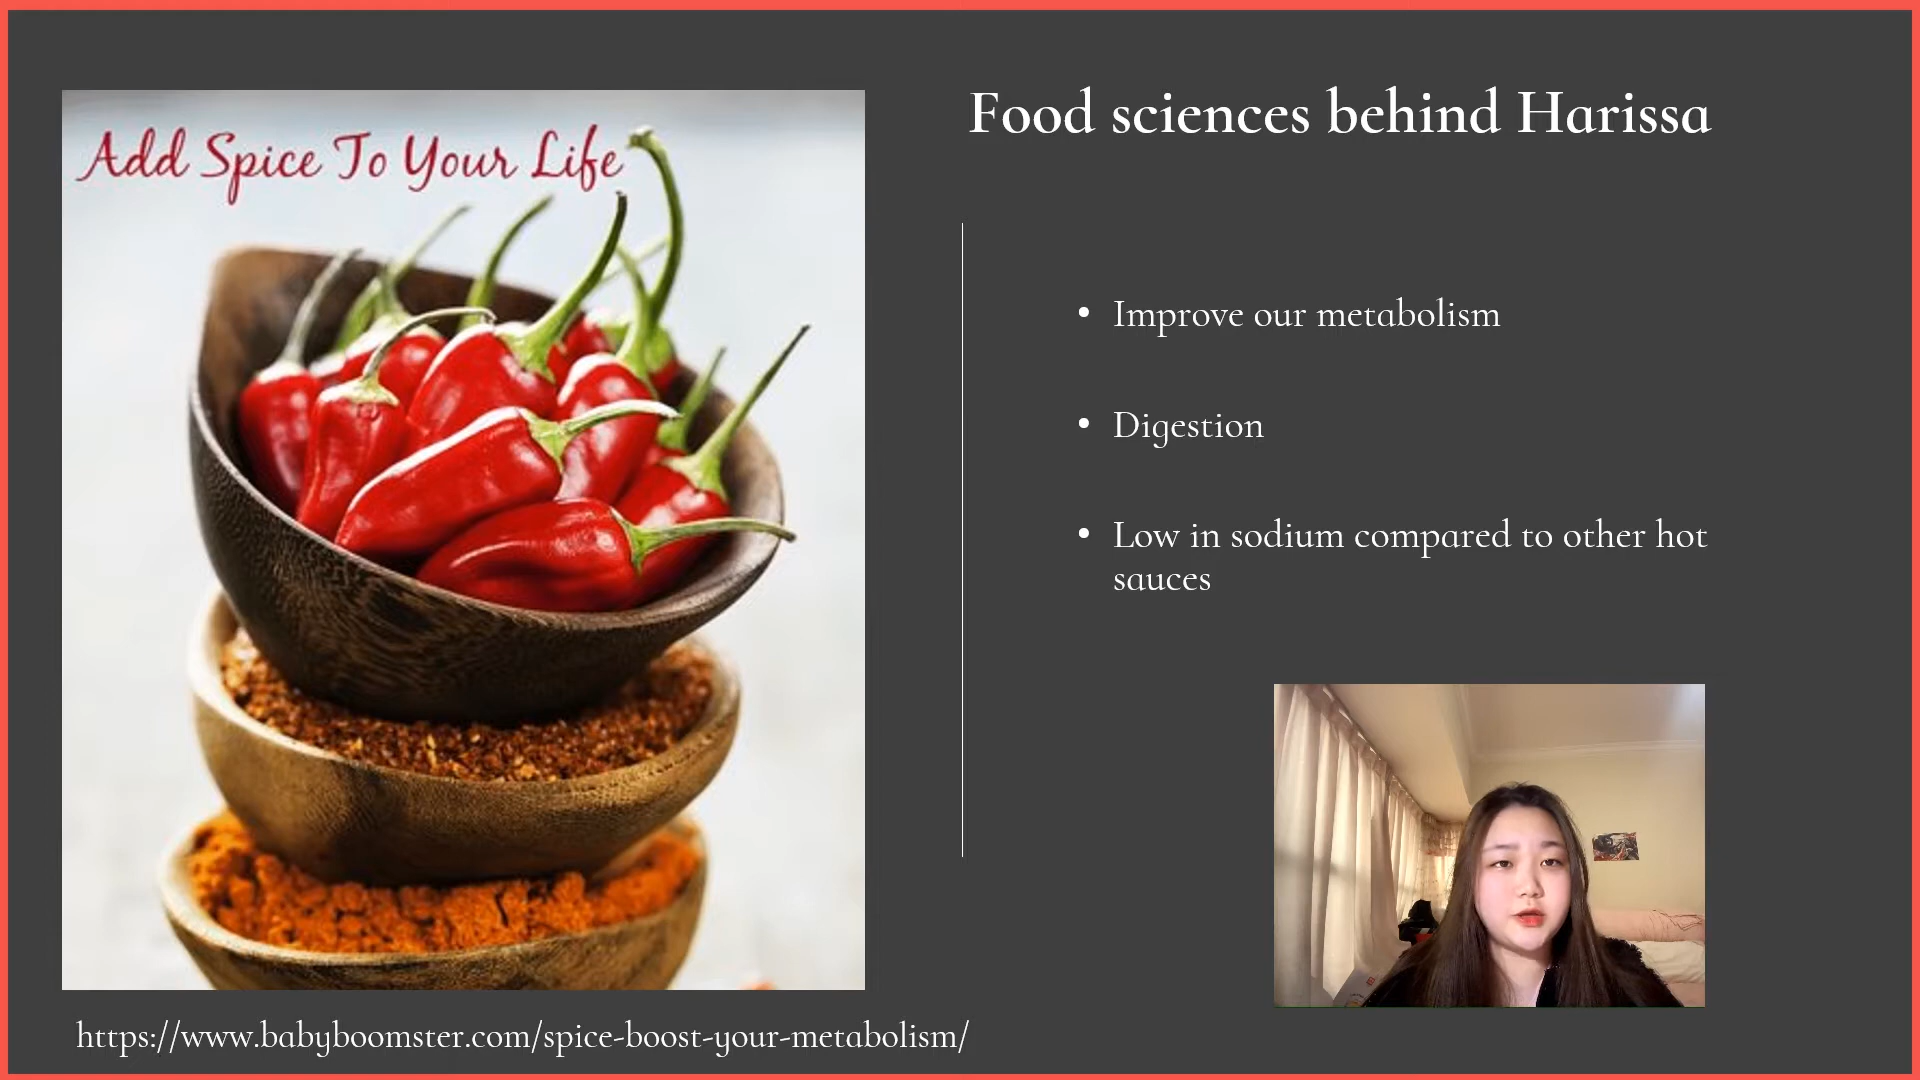 Add Spice To Your Life
Food sciences behind Harissa
• Improve our metabolism
• Digestion
• Low in sodium compared to other hot
sauces
https://www.babyboomster.com/spice-boost-your-metabolism/